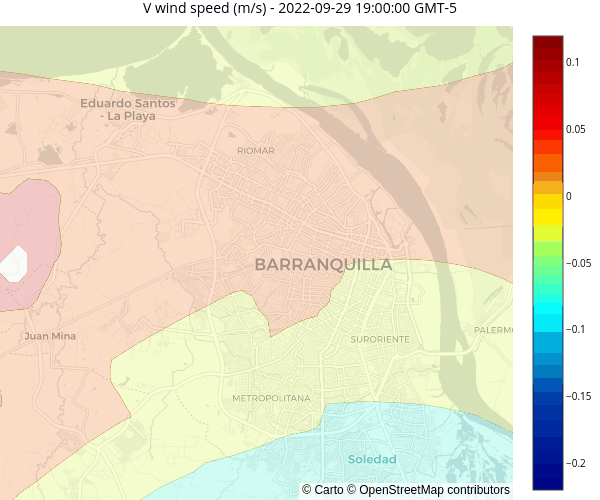 V wind speed (m/s) - 2022-09-29 19:00:00 GMT-5
0.1
Eduardo Santos
- La Playa
0.05
RIOMAR
0
BARRANQUILLA
−0.05
−0.1
Juan Mina
SURORIENTE
PALERMO
−0.15
METROPOLITANA
Soledad
−0.2
© Carto © OpenStreetMap contributors